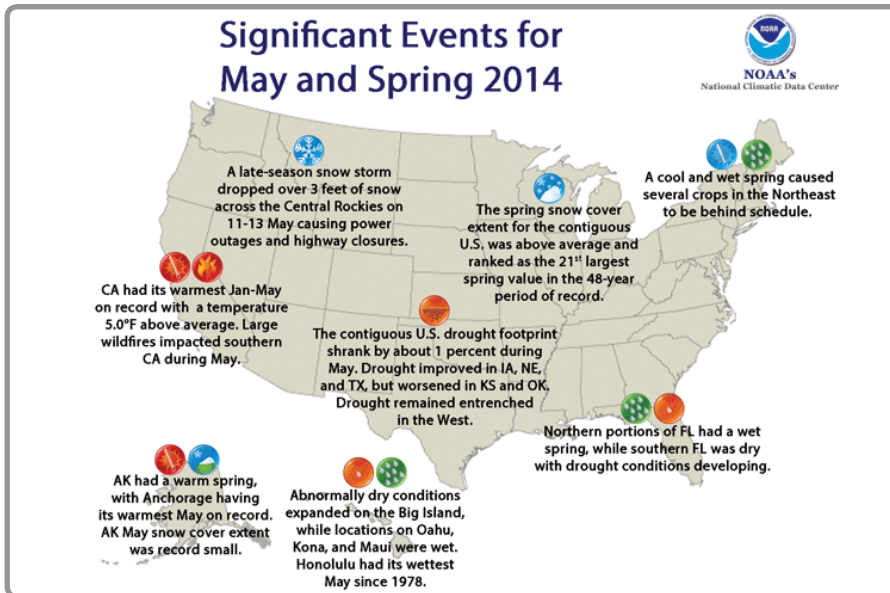 Significant Events for
May and Spring 2014
NOAA
NOAA's
National Climatic Data Center
A late-season snow storm
dropped over 3 feet of snow
across the Central Rockies on
11-13 May causing power
outages and highway closures.
The spring snow cover
extent for the contiguous
U.S. was above average and
ranked as the 21st largest
spring value in the 48-year
period of record.
A cool and wet spring caused
several crops in the Northeast
to be behind schedule.
CA had its warmest Jan-May
on record with a temperature
5.0°F above average. Large
wildfires impacted southern
CA during May.
The contiguous U.S. drought footprint
shrank by about 1 percent during
May. Drought improved in IA, NE,
and TX, but worsened in KS and OK.
Drought remained entrenched
in the West.
Northern portions of FL had a wet
spring, while southern FL was dry
with drought conditions developing.
AK had a warm spring,
with Anchorage having
its warmest May on record.
AK May snow cover extent
was record small.
Abnormally dry conditions
expanded on the Big Island,
while locations on Oahu,
Kona, and Maui were wet.
Honolulu had its wettest
May since 1978.